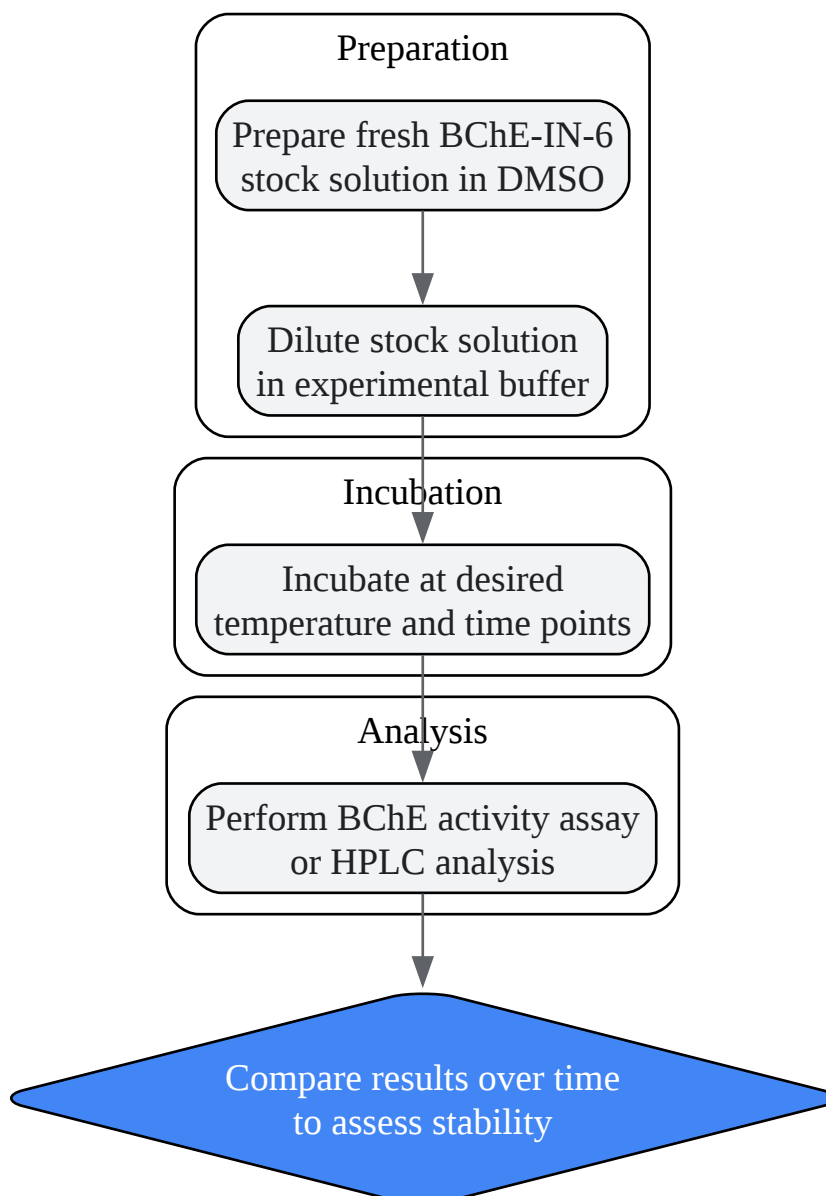 Preparation
Prepare fresh BChE-IN-6
stock solution in DMSO
Dilute stock solution
in experimental buffer
Incubation
Incubate at desired
temperature and time points
Analysis
Perform BChE activity assay
or HPLC analysis
Compare results over time
to assess stability